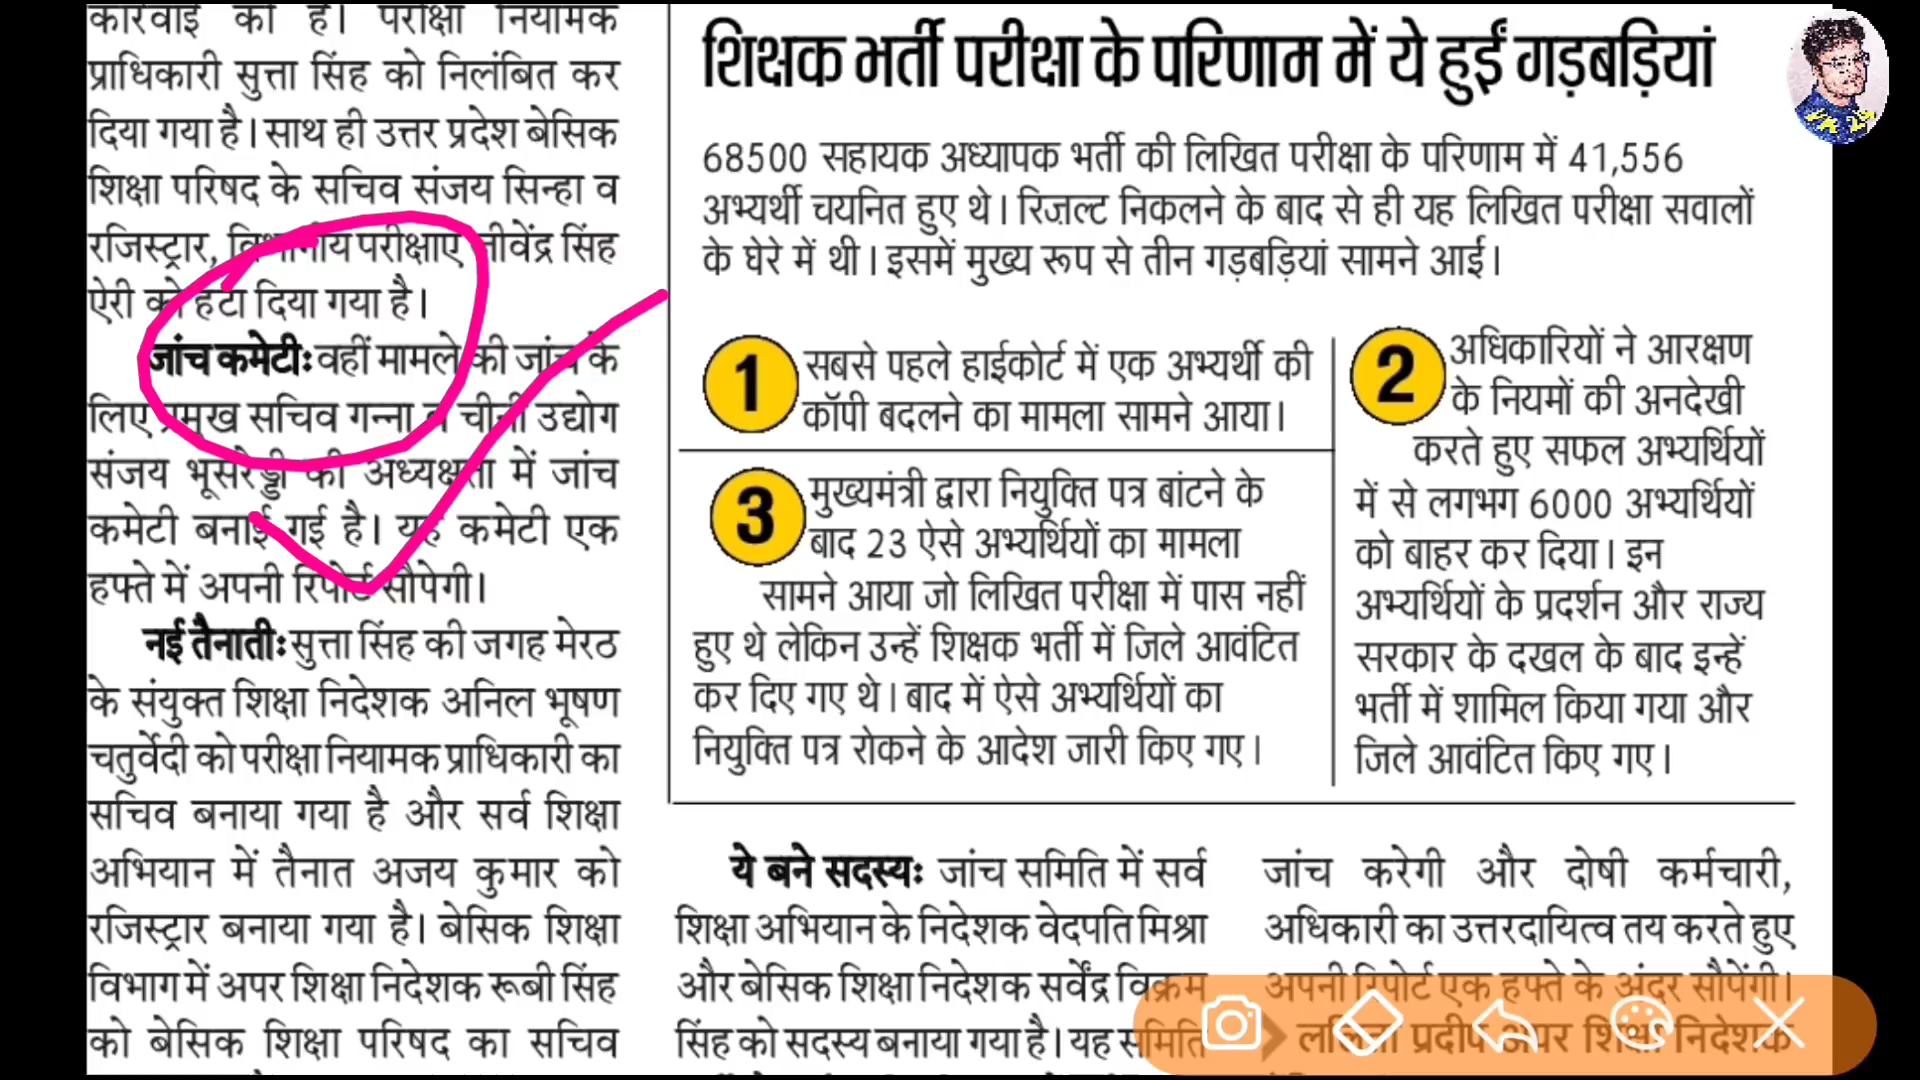 कार्रवाई की है। परीक्षा नियामक
प्राधिकारी सुत्ता सिंह को निलंबित कर
दिया गया है। साथ ही उत्तर प्रदेश बेसिक
शिक्षा परिषद के सचिव संजय सिन्हा व
रजिस्ट्रार, विभागीय परीक्षाएं जीवेंद्र सिंह
ऐरी को हटा दिया गया है।
जांच कमेटीः वहीं मामले की जांच के
लिए प्रमुख सचिव गन्ना व चीनी उद्योग
संजय भूसरेड्डी की अध्यक्षता में जांच
कमेटी बनाई गई है। यह कमेटी एक
हफ्ते में अपनी रिपोर्ट सौपेगी।
नई तैनातीः सुत्ता सिंह की जगह मेरठ
के संयुक्त शिक्षा निदेशक अनिल भूषण
चतुर्वेदी को परीक्षा नियामक प्राधिकारी का
सचिव बनाया गया है और सर्व शिक्षा
अभियान में तैनात अजय कुमार को
रजिस्ट्रार बनाया गया है। बेसिक शिक्षा
विभाग में अपर शिक्षा निदेशक रूबी सिंह
को बेसिक शिक्षा परिषद का सचिव
शिक्षक भर्ती परीक्षा के परिणाम में ये हुईं गड़बड़ियां
68500 सहायक अध्यापक भर्ती की लिखित परीक्षा के परिणाम में 41,556
अभ्यर्थी चयनित हुए थे। रिज़ल्ट निकलने के बाद से ही यह लिखित परीक्षा सवालों
के घेरे में थी। इसमें मुख्य रूप से तीन गड़बड़ियां सामने आईं।
1 सबसे पहले हाईकोर्ट में एक अभ्यर्थी की
कॉपी बदलने का मामला सामने आया।
2 अधिकारियों ने आरक्षण
के नियमों की अनदेखी
करते हुए सफल अभ्यर्थियों
में से लगभग 6000 अभ्यर्थियों
को बाहर कर दिया। इन
अभ्यर्थियों के प्रदर्शन और राज्य
सरकार के दखल के बाद इन्हें
भर्ती में शामिल किया गया और
जिले आवंटित किए गए।
3 मुख्यमंत्री द्वारा नियुक्ति पत्र बांटने के
बाद 23 ऐसे अभ्यर्थियों का मामला
सामने आया जो लिखित परीक्षा में पास नहीं
हुए थे लेकिन उन्हें शिक्षक भर्ती में जिले आवंटित
कर दिए गए थे। बाद में ऐसे अभ्यर्थियों का
नियुक्ति पत्र रोकने के आदेश जारी किए गए।
ये बने सदस्यः जांच समिति में सर्व
शिक्षा अभियान के निदेशक वेदपति मिश्रा
और बेसिक शिक्षा निदेशक सर्वेंद्र विक्रम
सिंह को सदस्य बनाया गया है। यह समिति
जांच करेगी और दोषी कर्मचारी,
अधिकारी का उत्तरदायित्व तय करते हुए
अपनी रिपोर्ट एक हफ्ते के अंदर सौपेंगी।
ललिता प्रदीप अपर शिक्षा निदेशक